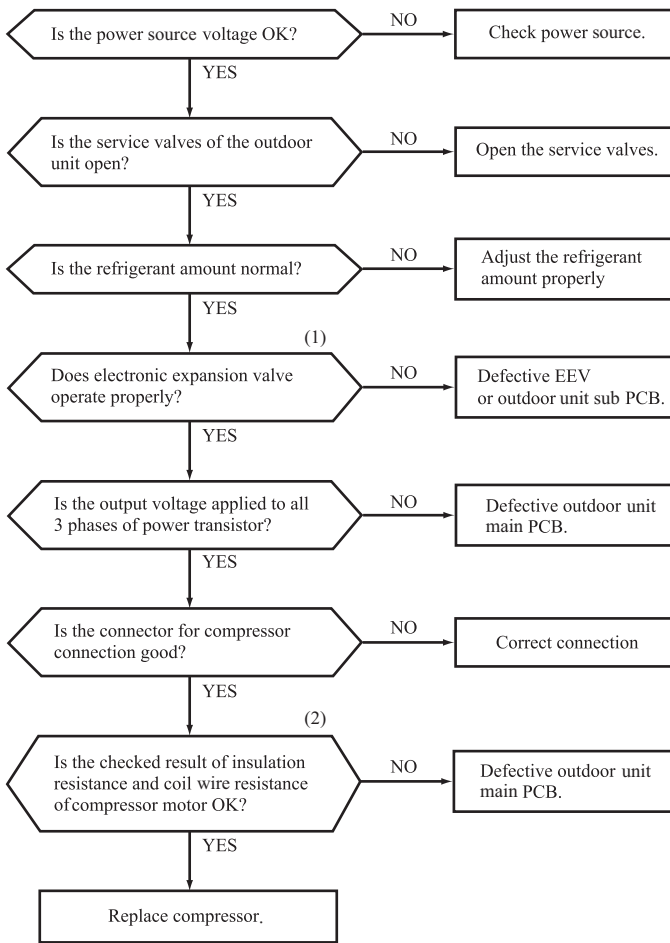 Is the power source voltage OK?
NO
Check power source.
YES
Is the service valves of the outdoor
unit open?
NO
Open the service valves.
YES
Is the refrigerant amount normal?
NO
Adjust the refrigerant
amount properly
YES
(1)
Does electronic expansion valve
operate properly?
NO
Defective EEV
or outdoor unit sub PCB.
YES
Is the output voltage applied to all
3 phases of power transistor?
NO
Defective outdoor unit
main PCB.
YES
Is the connector for compressor
connection good?
NO
Correct connection
YES
(2)
Is the checked result of insulation
resistance and coil wire resistance
of compressor motor OK?
NO
Defective outdoor unit
main PCB.
YES
Replace compressor.